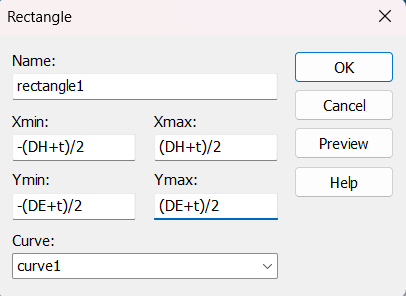 Rectangle
Name:
OK
rectangle1
Cancel
Xmin:
Xmax:
-(DH+t)/2
(DH+t)/2
Preview
Ymin:
Ymax:
Help
-(DE+t)/2
(DE+t)/2
Curve:
curve1